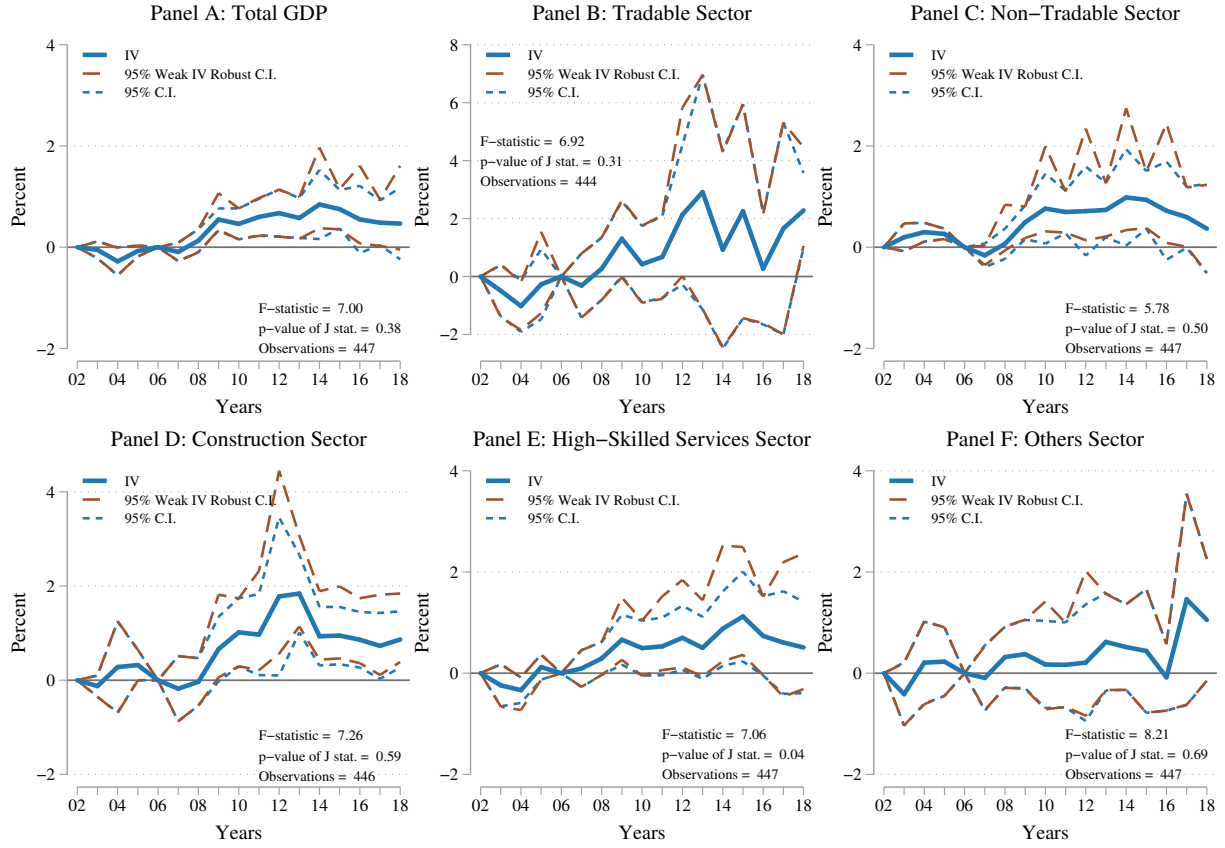 Panel A: Total GDP
Percent
4
2
0
−2
IV
95% Weak IV Robust C.I.
95% C.I.
F−statistic = 7.00
p−value of J stat. = 0.38
Observations = 447
02 04 06 08 10 12 14 16 18
Years
Panel B: Tradable Sector
Percent
8
6
4
2
0
−2
IV
95% Weak IV Robust C.I.
95% C.I.
F−statistic = 6.92
p−value of J stat. = 0.31
Observations = 444
02 04 06 08 10 12 14 16 18
Years
Panel C: Non−Tradable Sector
Percent
4
2
0
−2
IV
95% Weak IV Robust C.I.
95% C.I.
F−statistic = 5.78
p−value of J stat. = 0.50
Observations = 447
02 04 06 08 10 12 14 16 18
Years
Panel D: Construction Sector
Percent
4
2
0
−2
IV
95% Weak IV Robust C.I.
95% C.I.
F−statistic = 7.26
p−value of J stat. = 0.59
Observations = 446
02 04 06 08 10 12 14 16 18
Years
Panel E: High−Skilled Services Sector
Percent
4
2
0
−2
IV
95% Weak IV Robust C.I.
95% C.I.
F−statistic = 7.06
p−value of J stat. = 0.04
Observations = 447
02 04 06 08 10 12 14 16 18
Years
Panel F: Others Sector
Percent
4
2
0
−2
IV
95% Weak IV Robust C.I.
95% C.I.
F−statistic = 8.21
p−value of J stat. = 0.69
Observations = 447
02 04 06 08 10 12 14 16 18
Years